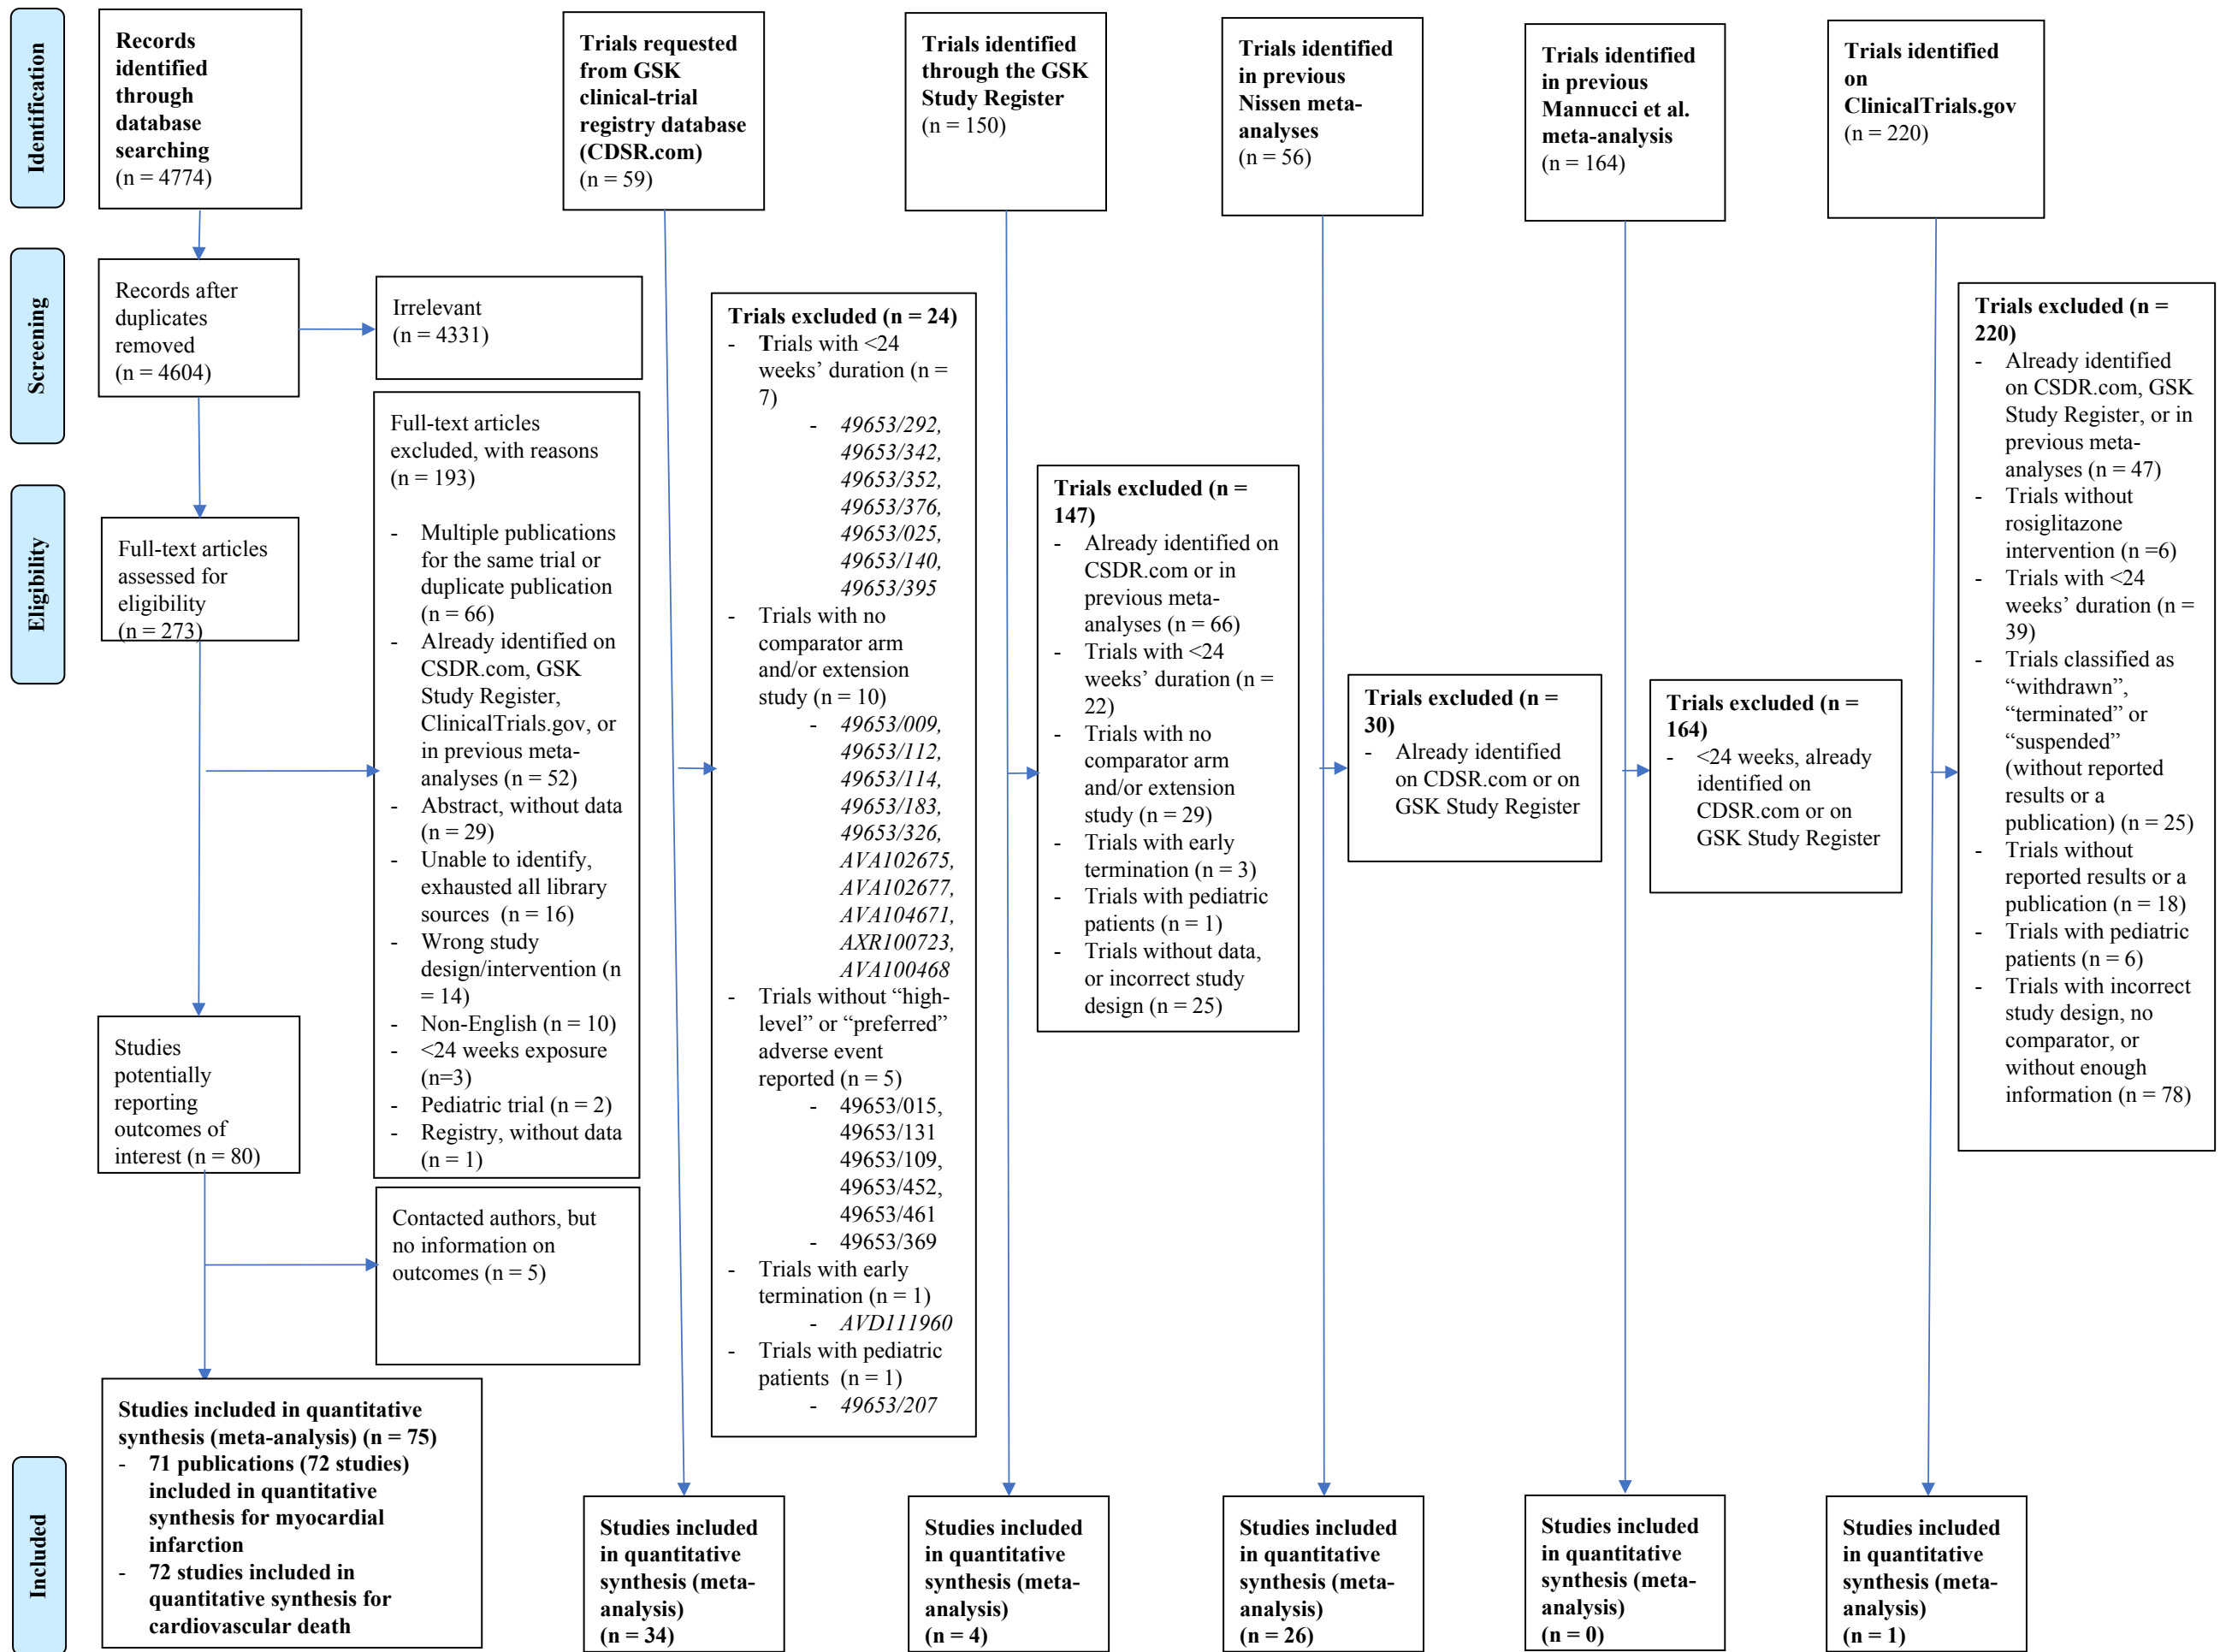 Identification
Records
identified
through
database
searching
(n = 4774)
Trials requested
from GSK
clinical-trial
registry database
(CDSR.com)
(n = 59)
Trials identified
through the GSK
Study Register
(n = 150)
Trials identified
in previous
Nissen meta-
analyses
(n = 56)
Trials identified
in previous
Mannucci et al.
meta-analysis
(n = 164)
Trials identified
on
ClinicalTrials.gov
(n = 220)
Screening
Records after
duplicates
removed
(n = 4604)
Irrelevant
(n = 4331)
Eligibility
Full-text articles
assessed for
eligibility
(n = 273)
Full-text articles
excluded, with reasons
(n = 193)
- Multiple publications
for the same trial or
duplicate publication
(n = 66)
- Already identified on
CSDR.com, GSK
Study Register,
ClinicalTrials.gov, or
in previous meta-
analyses (n = 52)
- Abstract, without data
(n = 29)
- Unable to identify,
exhausted all library
sources (n = 16)
- Wrong study
design/intervention (n
= 14)
- Non-English (n = 10)
- <24 weeks exposure
(n=3)
- Pediatric trial (n = 2)
- Registry, without data
(n = 1)
Studies
potentially
reporting
outcomes of
interest (n = 80)
Contacted authors, but
no information on
outcomes (n = 5)
Trials excluded (n = 24)
- Trials with <24
weeks’ duration (n =
7)
- 49653/292,
49653/342,
49653/352,
49653/376,
49653/025,
49653/140,
49653/395
- Trials with no
comparator arm
and/or extension
study (n = 10)
- 49653/009,
49653/112,
49653/114,
49653/183,
49653/326,
AVA102675,
AVA102677,
AVA104671,
AXR100723,
AVA100468
- Trials without “high-
level” or “preferred”
adverse event
reported (n = 5)
- 49653/015,
49653/131
49653/109,
49653/452,
49653/461
- 49653/369
- Trials with early
termination (n = 1)
- AVD111960
- Trials with pediatric
patients (n = 1)
- 49653/207
Trials excluded (n =
147)
- Already identified on
CSDR.com or in
previous meta-
analyses (n = 66)
- Trials with <24
weeks’ duration (n =
22)
- Trials with no
comparator arm
and/or extension
study (n = 29)
- Trials with early
termination (n = 3)
- Trials with pediatric
patients (n = 1)
- Trials without data,
or incorrect study
design (n = 25)
Trials excluded (n =
30)
- Already identified
on CDSR.com or on
GSK Study Register
Trials excluded (n =
164)
- <24 weeks, already
identified on
CDSR.com or on
GSK Study Register
Trials excluded (n =
220)
- Already identified
on CSDR.com, GSK
Study Register, or in
previous meta-
analyses (n = 47)
- Trials without
rosiglitazone
intervention (n =6)
- Trials with <24
weeks’ duration (n =
39)
- Trials classified as
“withdrawn”,
“terminated” or
“suspended”
(without reported
results or a
publication) (n = 25)
- Trials without
reported results or a
publication (n = 18)
- Trials with pediatric
patients (n = 6)
- Trials with incorrect
study design, no
comparator, or
without enough
information (n = 78)
Included
Studies included in quantitative
synthesis (meta-analysis) (n = 75)
- 71 publications (72 studies)
included in quantitative
synthesis for myocardial
infarction
- 72 studies included in
quantitative synthesis for
cardiovascular death
Studies included
in quantitative
synthesis (meta-
analysis)
(n = 34)
Studies included
in quantitative
synthesis (meta-
analysis)
(n = 4)
Studies included
in quantitative
synthesis (meta-
analysis)
(n = 26)
Studies included
in quantitative
synthesis (meta-
analysis)
(n = 0)
Studies included
in quantitative
synthesis (meta-
analysis)
(n = 1)